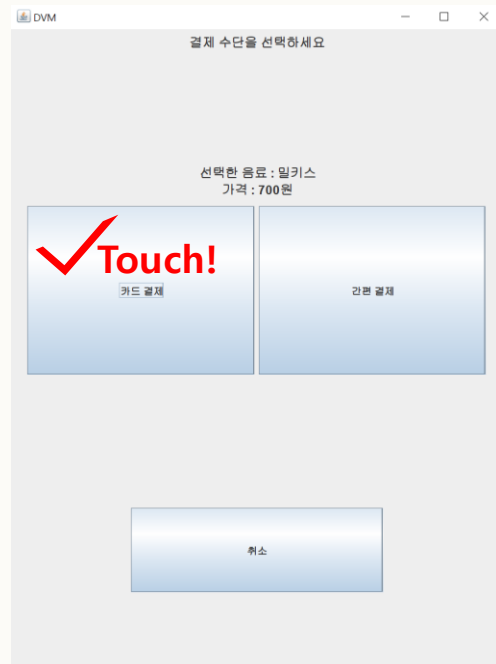 DVM
결제 수단을 선택하세요
선택한 음료 : 밀키스
가격 : 700원
Touch!
카드 결제
간편 결제
취소